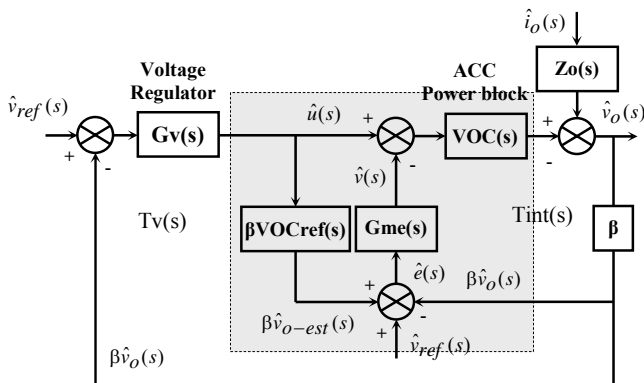 î_o(s)
Voltage
Regulator
ACC
Power block
Zo(s)
v̂_ref(s)
+
-
Gv(s)
û(s)
+
-
VOC(s)
+
-
v̂_o(s)
v̂(s)
Tv(s)
βVOCref(s)
Gme(s)
Tint(s)
β
ê(s)
βv̂_o(s)
βv̂_{o-est}(s)
+
-
+
v̂_ref(s)
βv̂_o(s)